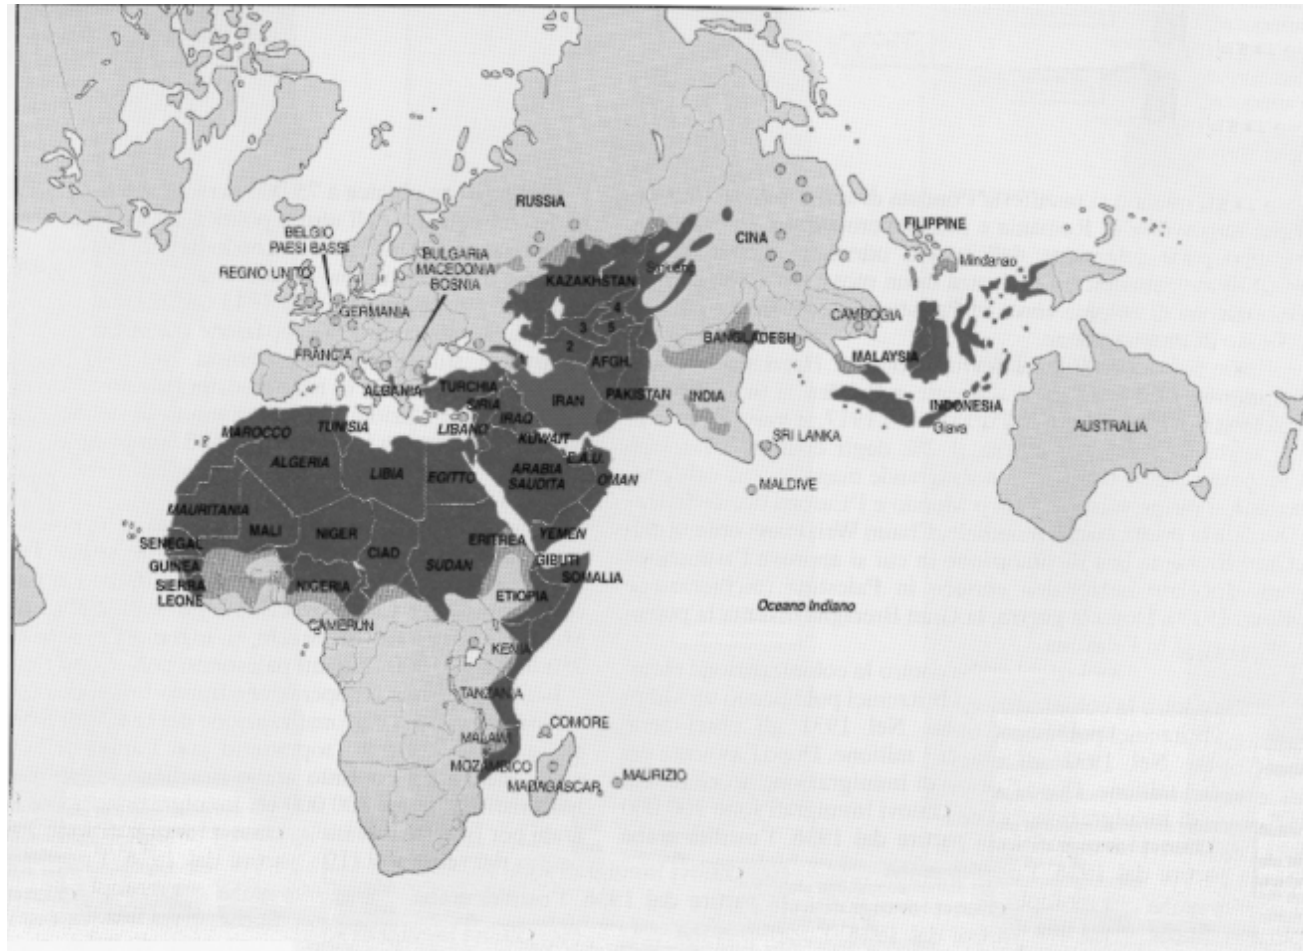 RUSSIA
BELGIO
PAESI BASSI
REGNO UNITO
BULGARIA
MACEDONIA
BOSNIA
GERMANIA
FRANCIA
ALBANIA
KAZAKHSTAN
CINA
FILIPPINE
Mindanao
4
3
5
2
AFGH.
BANGLADESH
CAMBOGIA
MALAYSIA
TURCHIA
SIRIA
IRAN
PAKISTAN
INDIA
INDONESIA
Giava
AUSTRALIA
LIBANO
IRAQ
KUWAIT
SRI LANKA
MALDIVE
MAROCCO
TUNISIA
ALGERIA
LIBIA
EGITTO
ARABIA
SAUDITA
E.A.U.
OMAN
MAURITANIA
MALI
NIGER
CIAD
SUDAN
ERITREA
YEMEN
SENEGAL
GUINEA
SIERRA
LEONE
NIGERIA
GIBUTI
SOMALIA
ETIOPIA
CAMERUN
KENIA
TANZANIA
Oceano Indiano
MALAWI
MOZAMBICO
COMORE
MADAGASCAR
MAURIZIO